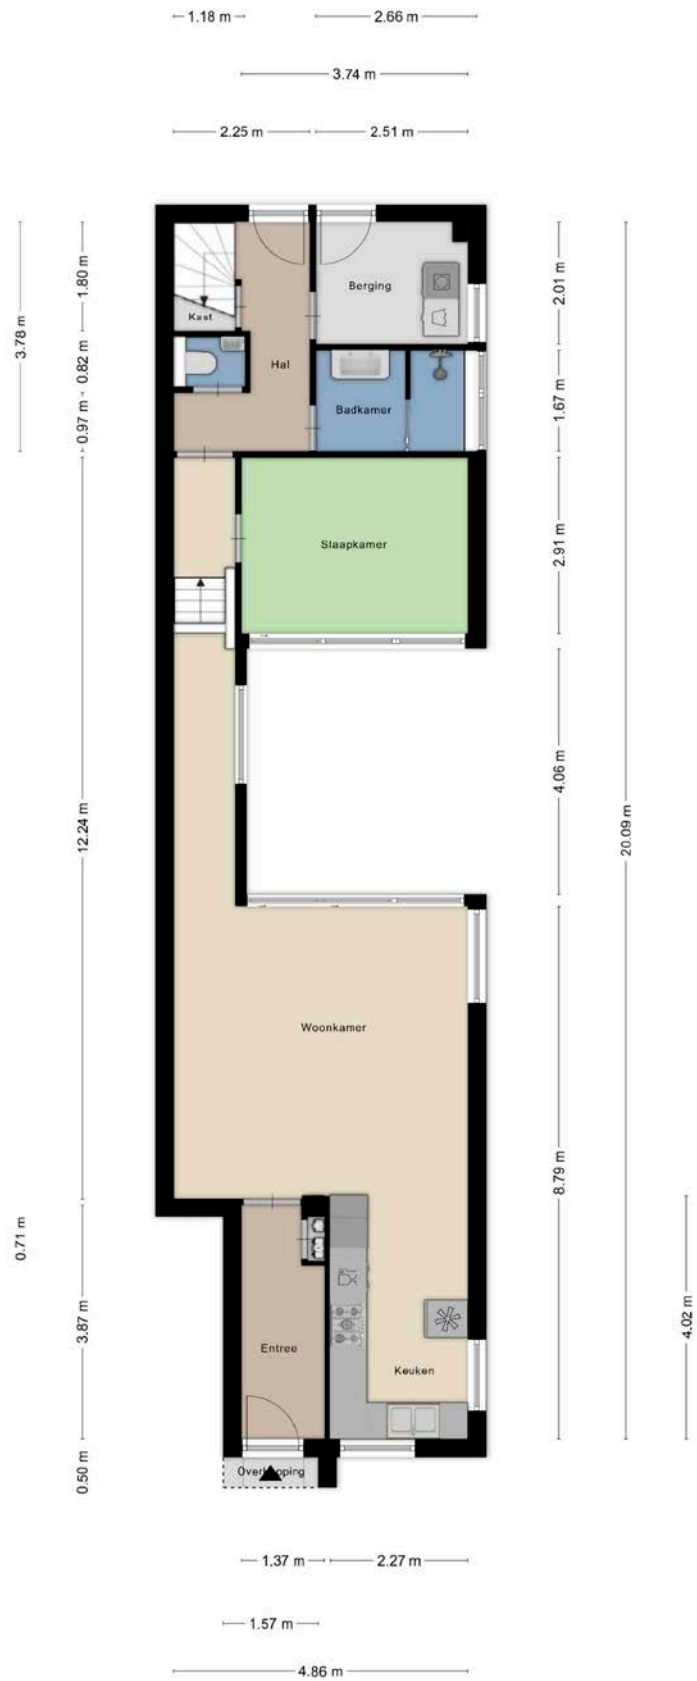 1.18 m
2.66 m
3.74 m
2.25 m
2.51 m
3.78 m
1.80 m
0.82 m
0.97 m
12.24 m
0.71 m
3.87 m
0.50 m
2.01 m
1.67 m
2.91 m
4.06 m
8.79 m
20.09 m
4.02 m
Berging
Kast
Hal
Badkamer
Slaapkamer
Woonkamer
Entree
Keuken
Overkapping
1.37 m
2.27 m
1.57 m
4.86 m